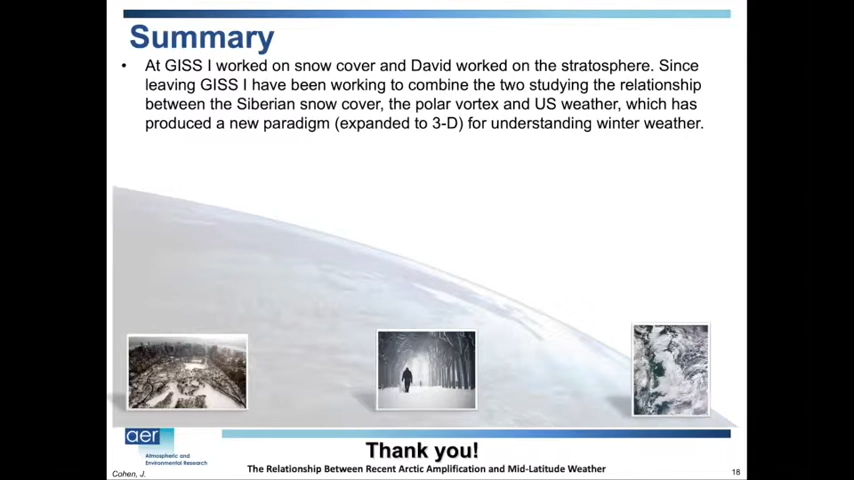 Summary
• At GISS I worked on snow cover and David worked on the stratosphere. Since
leaving GISS I have been working to combine the two studying the relationship
between the Siberian snow cover, the polar vortex and US weather, which has
produced a new paradigm (expanded to 3-D) for understanding winter weather.
aer
Atmospheric and
Environmental Research
Thank you!
The Relationship Between Recent Arctic Amplification and Mid-Latitude Weather
Cohen, J.
18